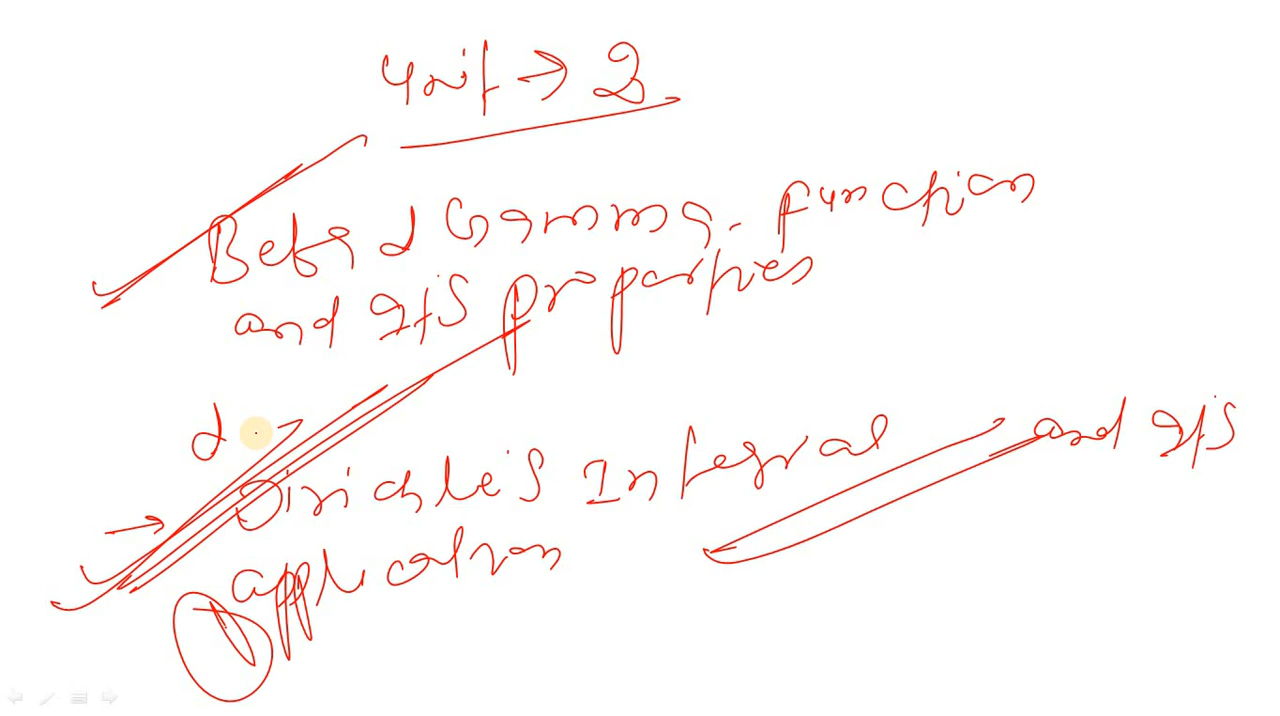 Unit → 2
Beta & Gamma function
and its properties
&
→ Dirichle's Integral and its
application